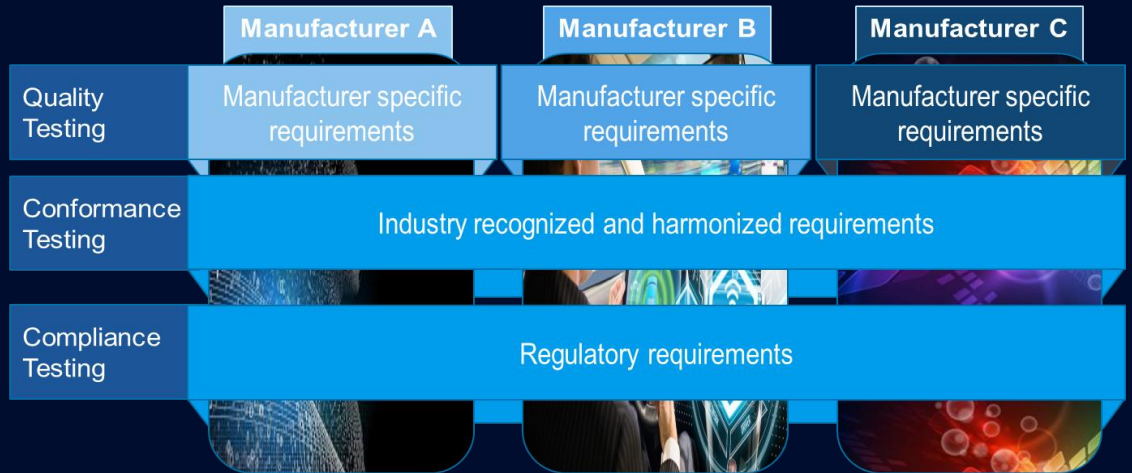 Manufacturer A
Manufacturer B
Manufacturer C
Quality
Testing
Manufacturer specific
requirements
Manufacturer specific
requirements
Manufacturer specific
requirements
Conformance
Testing
Industry recognized and harmonized requirements
Compliance
Testing
Regulatory requirements